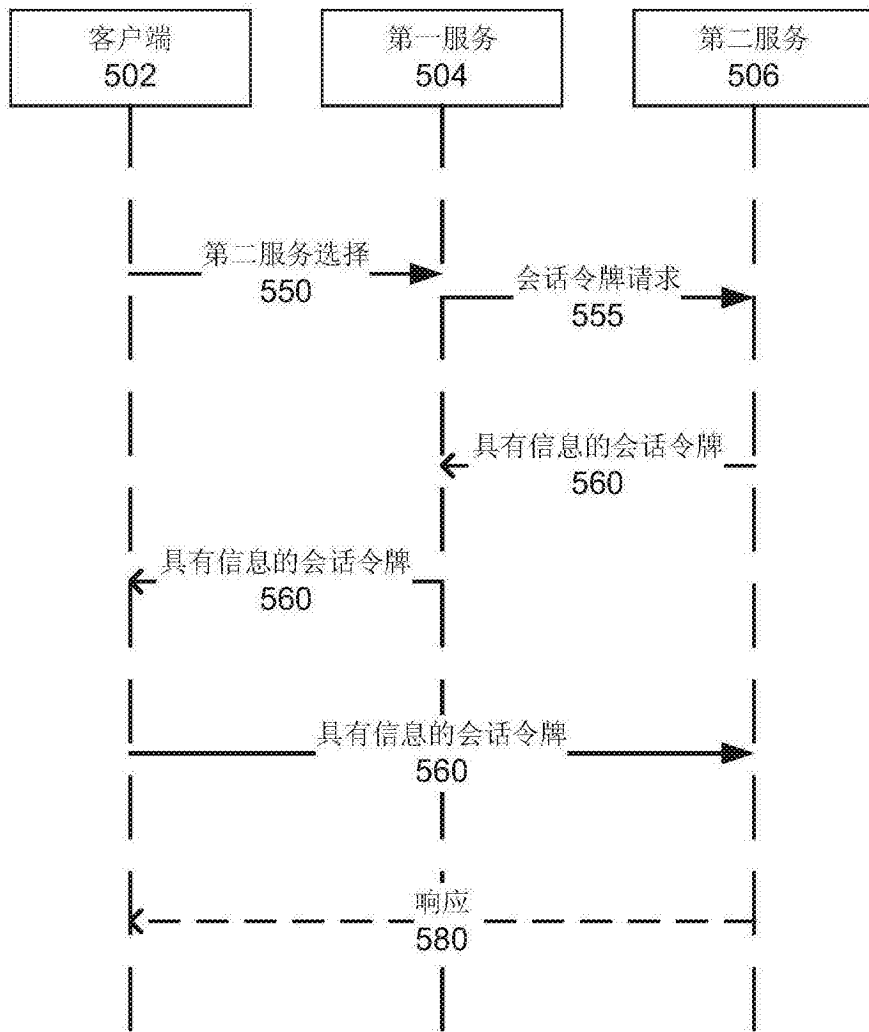 客户端
502
第一服务
504
第二服务
506
第二服务选择
550
会话令牌请求
555
具有信息的会话令牌
560
具有信息的会话令牌
560
具有信息的会话令牌
560
响应
580